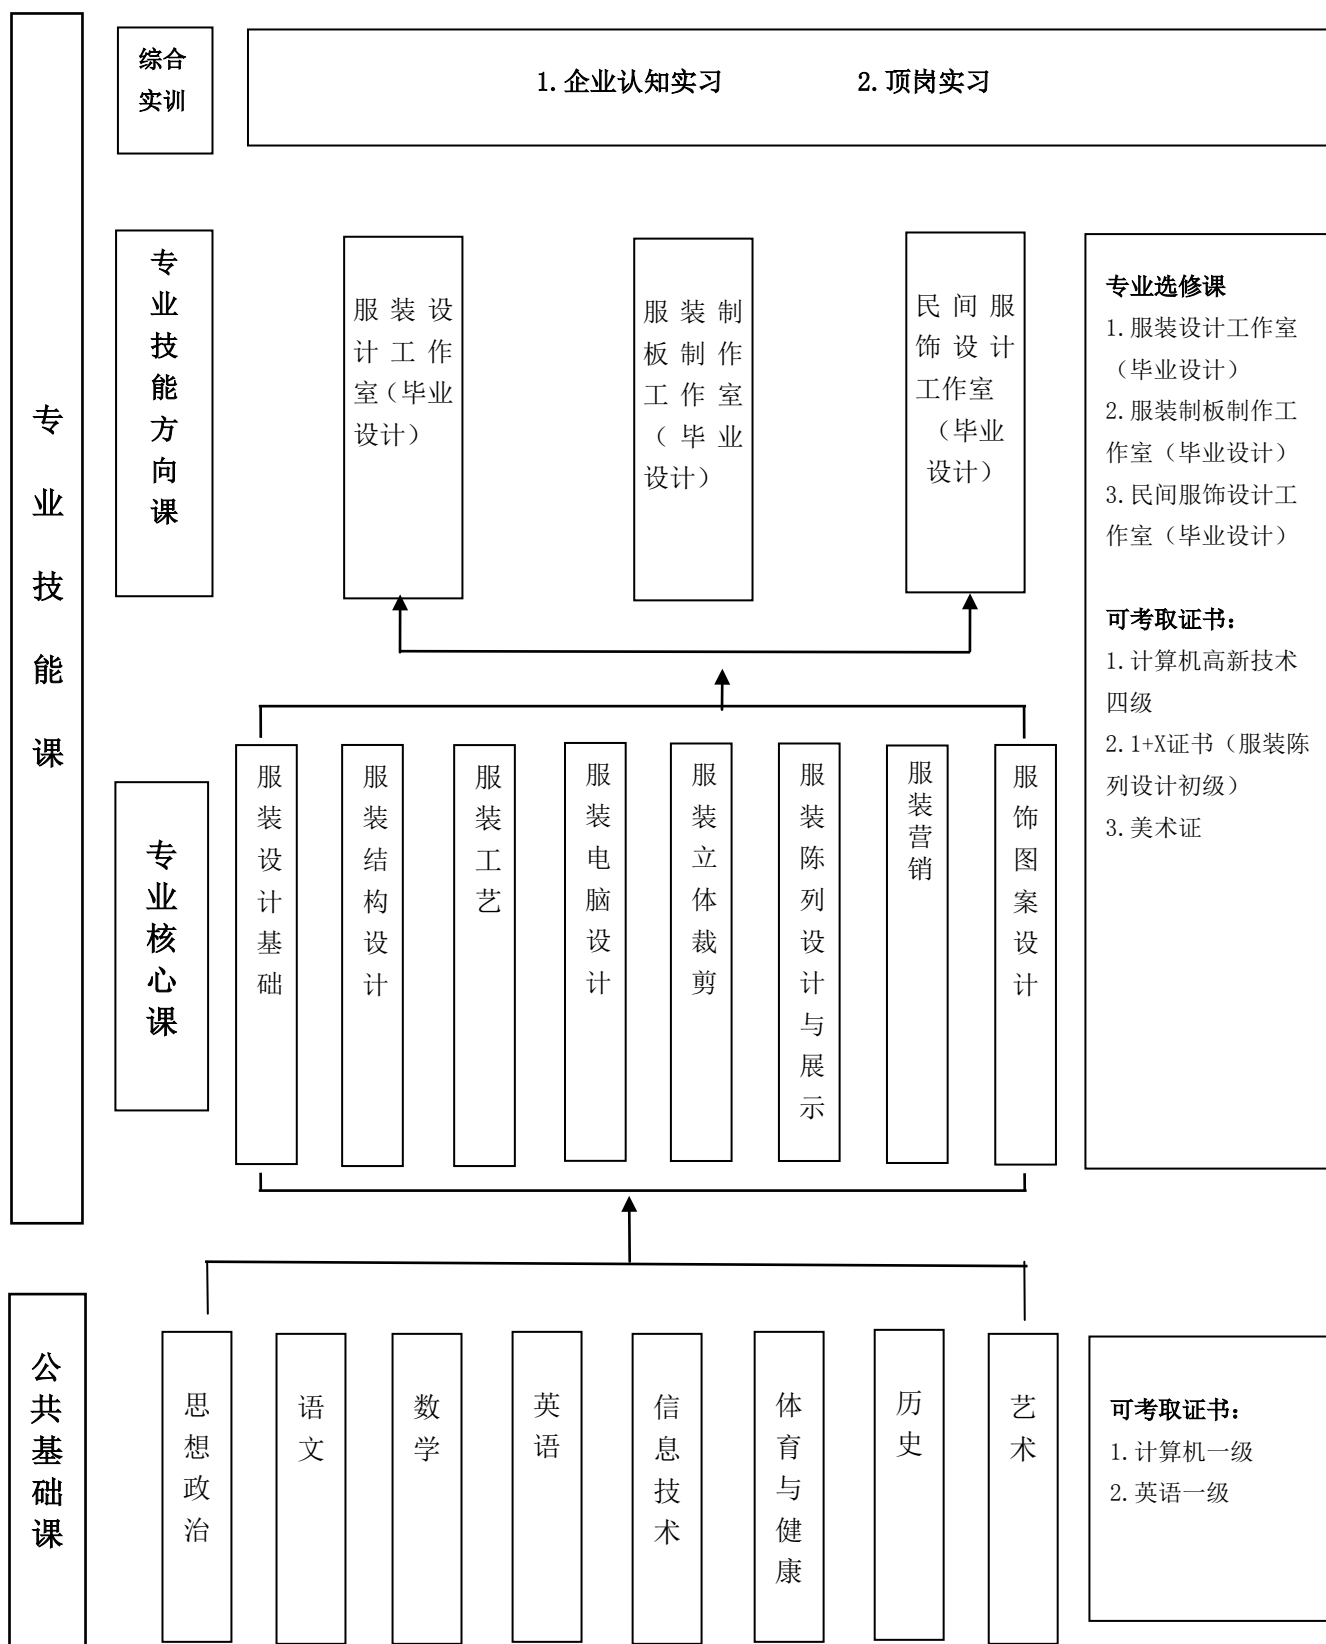 专业技能课
综合
实训
1.企业认知实习 2.顶岗实习
专业技能方向课
服装设
计工作
室（毕业
设计）
服装制
板制作
工作室
（毕业
设计）
民间服
饰设计
工作室
（毕业
设计）
专业选修课
1.服装设计工作室
（毕业设计）
2.服装制板制作工
作室（毕业设计）
3.民间服饰设计工
作室（毕业设计）
可考取证书：
1.计算机高新技术
四级
2.1+X证书（服装陈
列设计初级）
3.美术证
专业核心课
服装设计基础
服装结构设计
服装工艺
服装电脑设计
服装立体裁剪
服装陈列设计与展示
服装营销
服饰图案设计
公共基础课
思想政治
语文
数学
英语
信息技术
体育与健康
历史
艺术
可考取证书：
1.计算机一级
2.英语一级